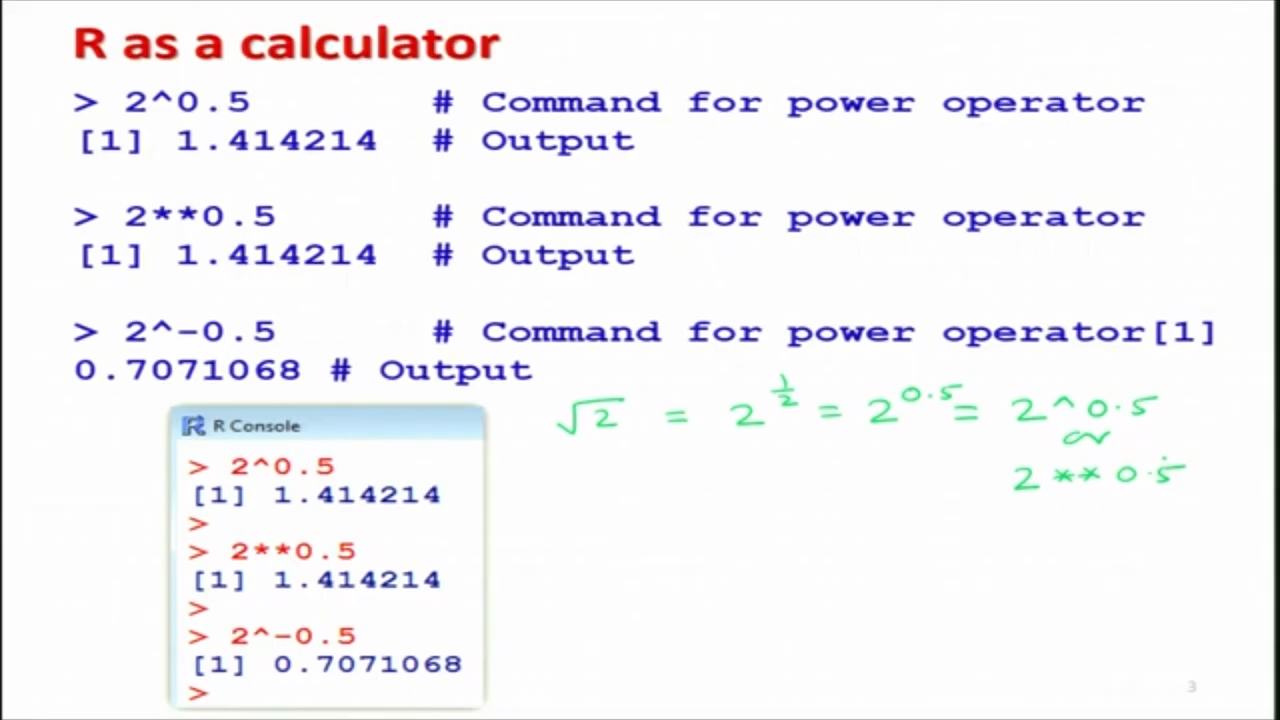 R as a calculator
> 2^0.5 # Command for power operator
[1] 1.414214 # Output
> 2**0.5 # Command for power operator
[1] 1.414214 # Output
> 2^-0.5 # Command for power operator[1]
0.7071068 # Output
√2 = 2^1/2 = 2^0.5 = 2^0.5
or
2**0.5
R Console
> 2^0.5
[1] 1.414214
>
> 2**0.5
[1] 1.414214
>
> 2^-0.5
[1] 0.7071068
>
3